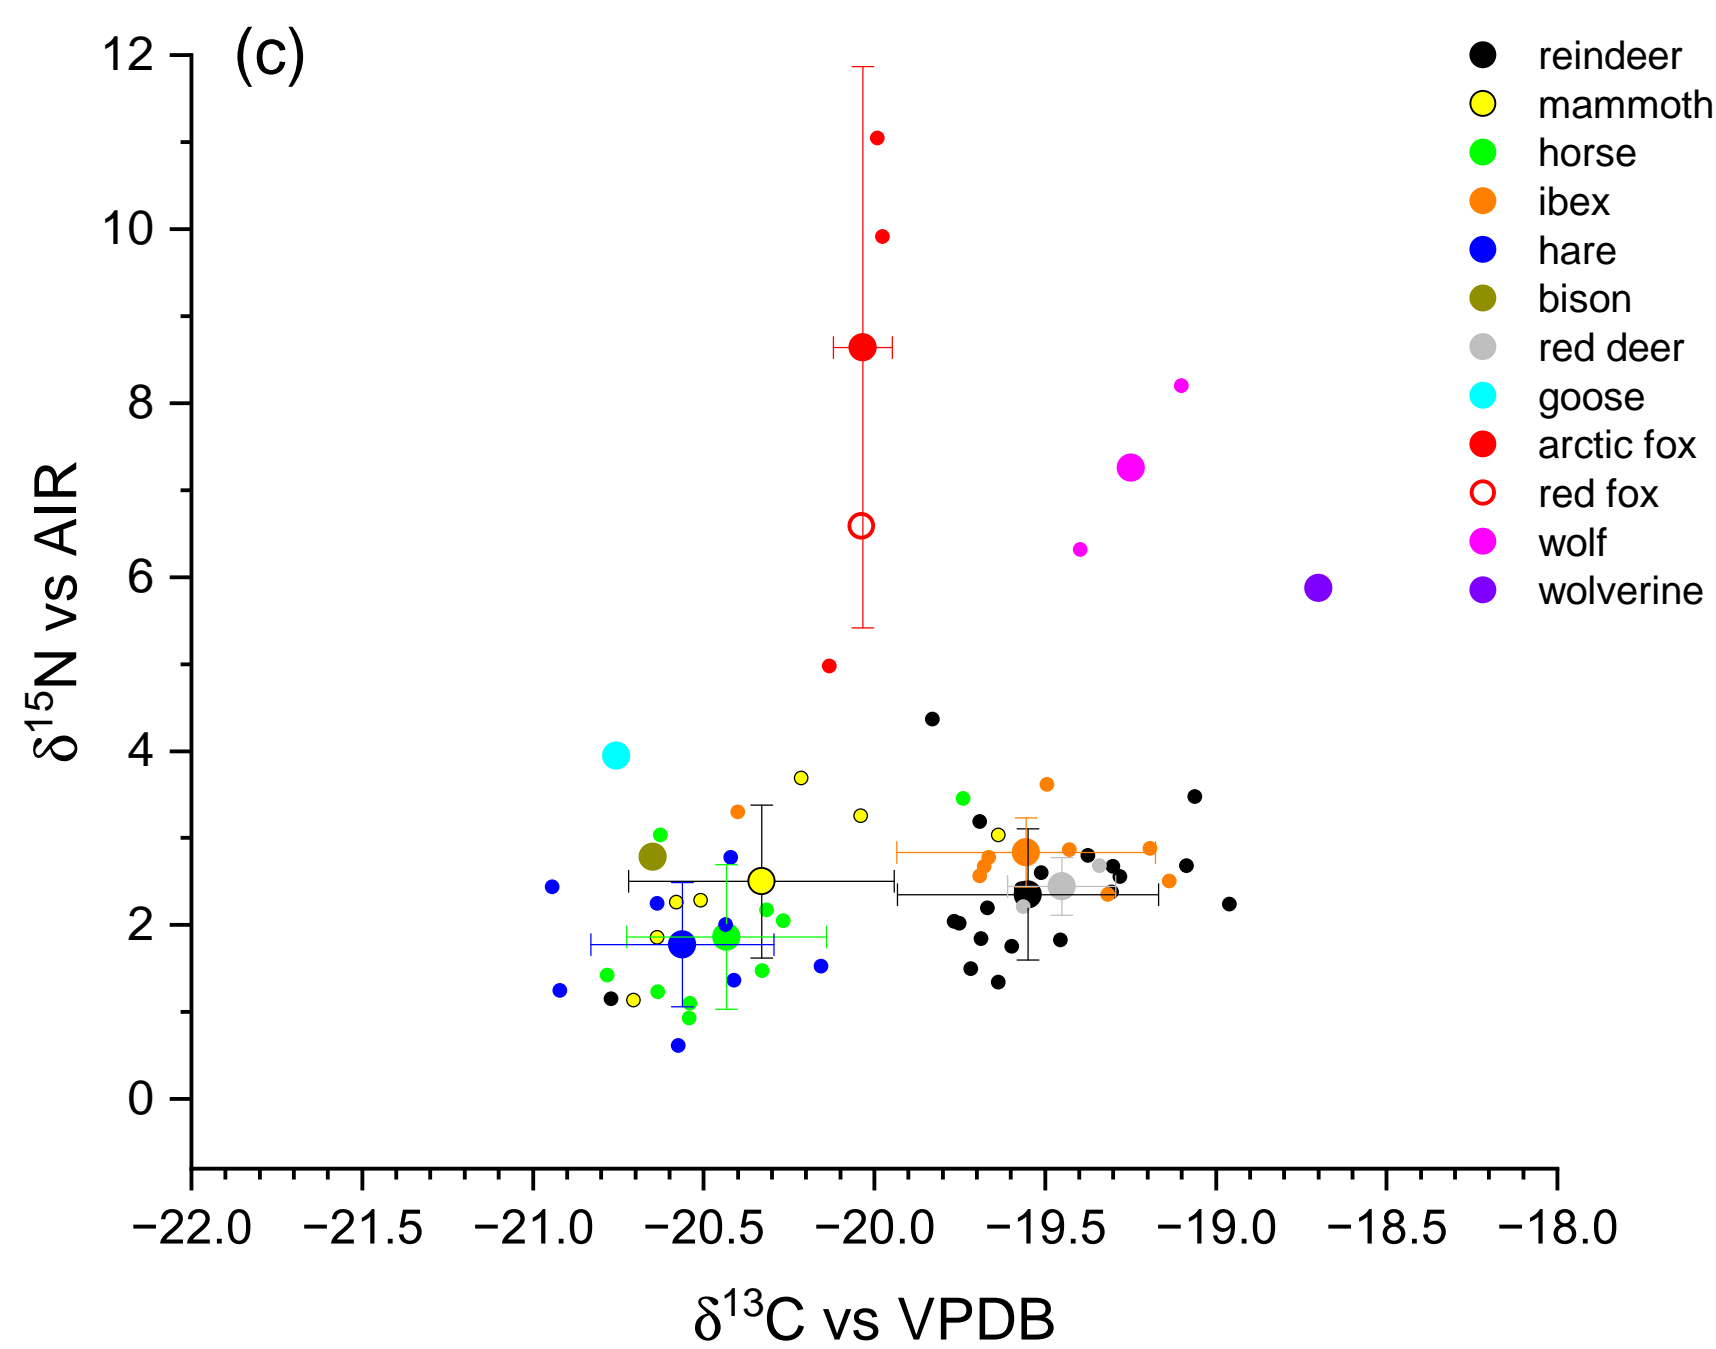 (c)
12
10
8
6
4
2
0
δ¹⁵N vs AIR
−22.0 −21.5 −21.0 −20.5 −20.0 −19.5 −19.0 −18.5 −18.0
δ¹³C vs VPDB
reindeer
mammoth
horse
ibex
hare
bison
red deer
goose
arctic fox
red fox
wolf
wolverine